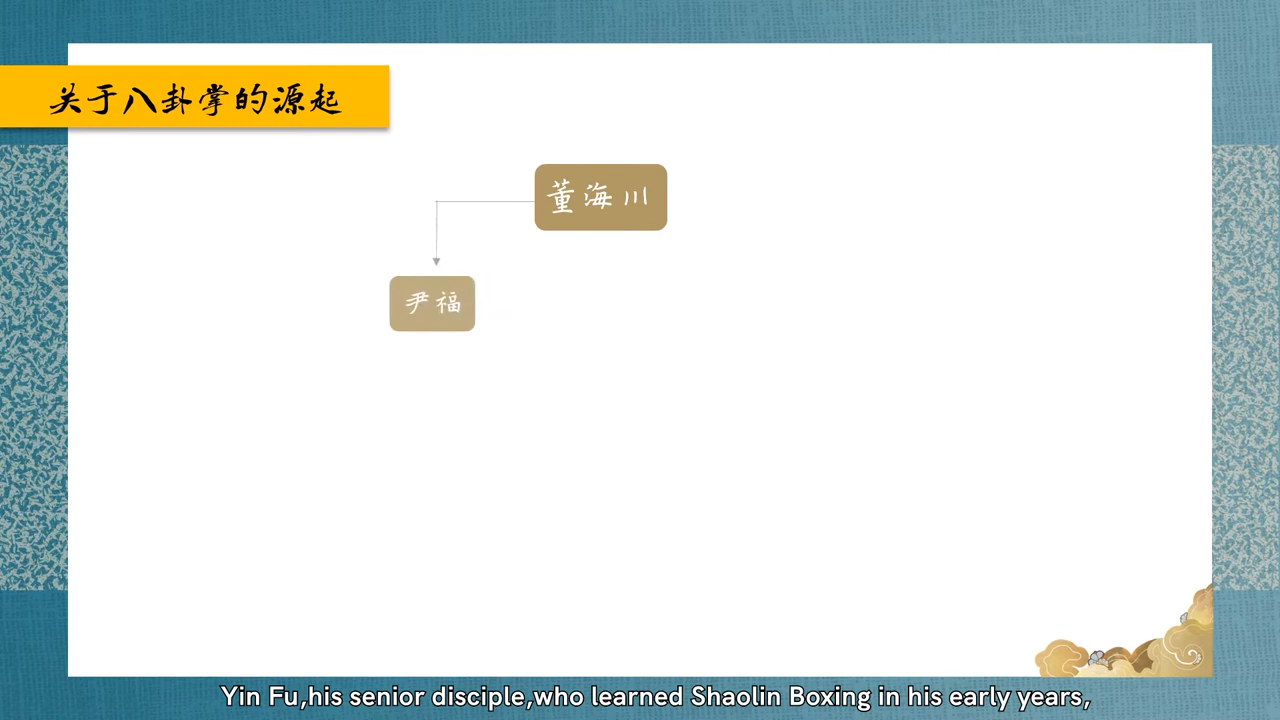 关于八卦掌的源起
董海川
尹福
Yin Fu,his senior disciple,who learned Shaolin Boxing in his early years,